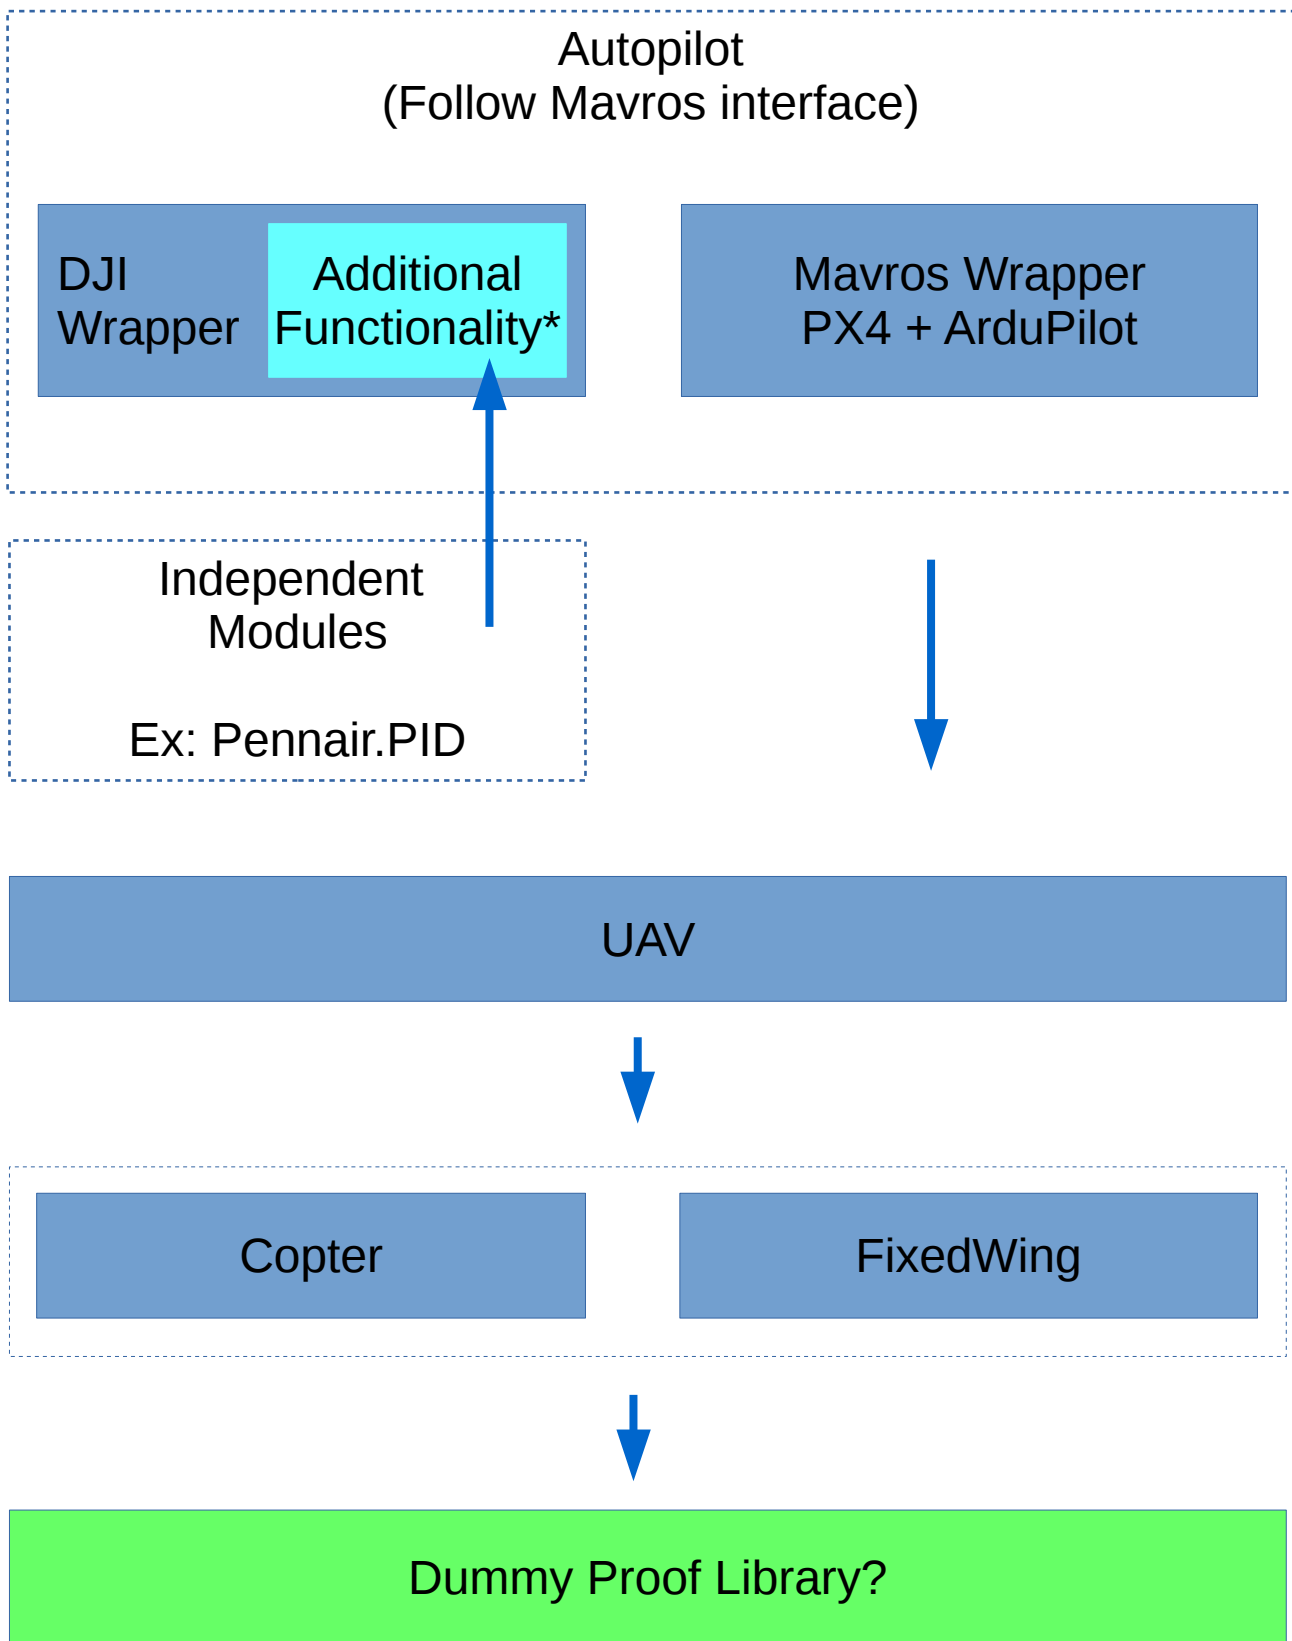 Autopilot
(Follow Mavros interface)
DJI
Wrapper
Additional
Functionality*
Mavros Wrapper
PX4 + ArduPilot
Independent
Modules
Ex: Pennair.PID
UAV
Copter
FixedWing
Dummy Proof Library?